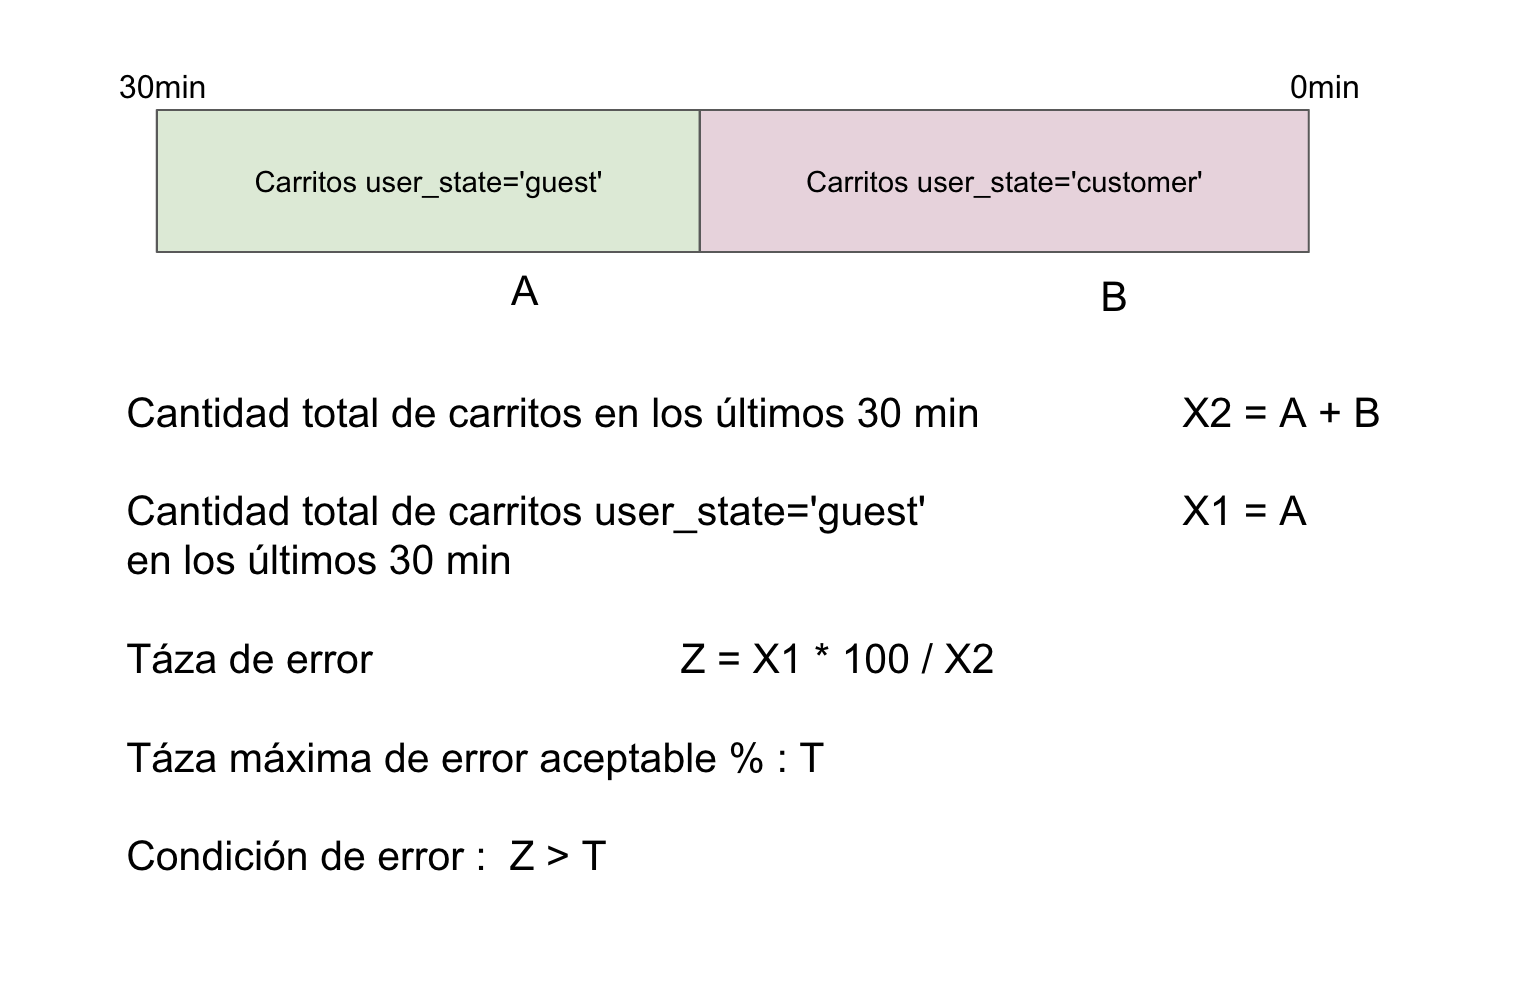 30min
0min
Carritos user_state='guest'
Carritos user_state='customer'
A
B
Cantidad total de carritos en los últimos 30 min
X2 = A + B
Cantidad total de carritos user_state='guest'
X1 = A
en los últimos 30 min
Táza de error
Z = X1 * 100 / X2
Táza máxima de error aceptable % : T
Condición de error : Z > T